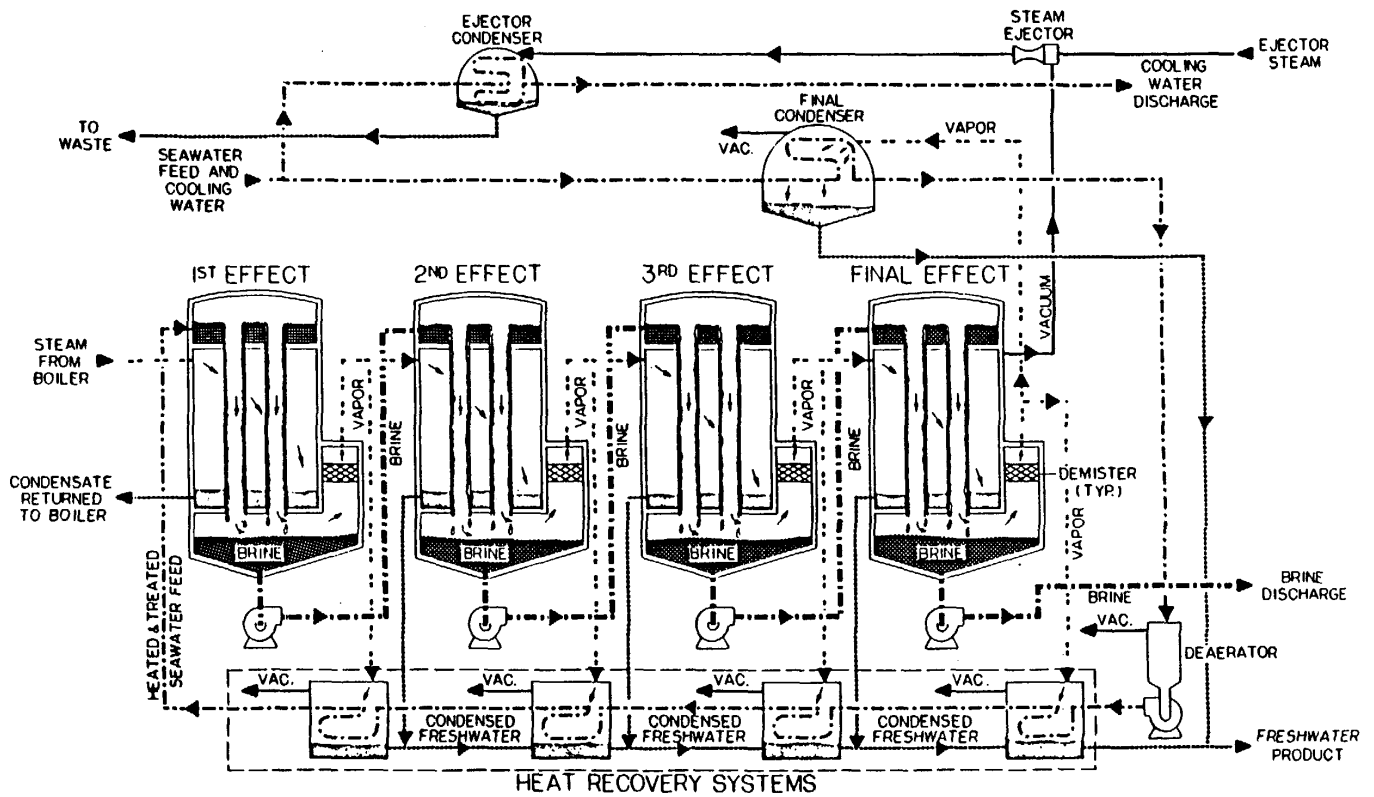 EJECTOR
CONDENSER
STEAM
EJECTOR
EJECTOR
STEAM
COOLING
WATER
DISCHARGE
FINAL
CONDENSER
TO
WASTE
VAC.
VAPOR
SEAWATER
FEED AND
COOLING
WATER
1ST EFFECT
2ND EFFECT
3RD EFFECT
FINAL EFFECT
VACUUM
STEAM
FROM
BOILER
VAPOR
BRINE
VAPOR
BRINE
VAPOR
BRINE
DEMISTER
(TYP.)
VAPOR
CONDENSATE
RETURNED
TO BOILER
BRINE
BRINE
BRINE
BRINE
BRINE
BRINE
DISCHARGE
HEATED & TREATED
SEAWATER FEED
VAC.
DEAERATOR
VAC.
VAC.
VAC.
VAC.
CONDENSED
FRESHWATER
CONDENSED
FRESHWATER
CONDENSED
FRESHWATER
FRESHWATER
PRODUCT
HEAT RECOVERY SYSTEMS